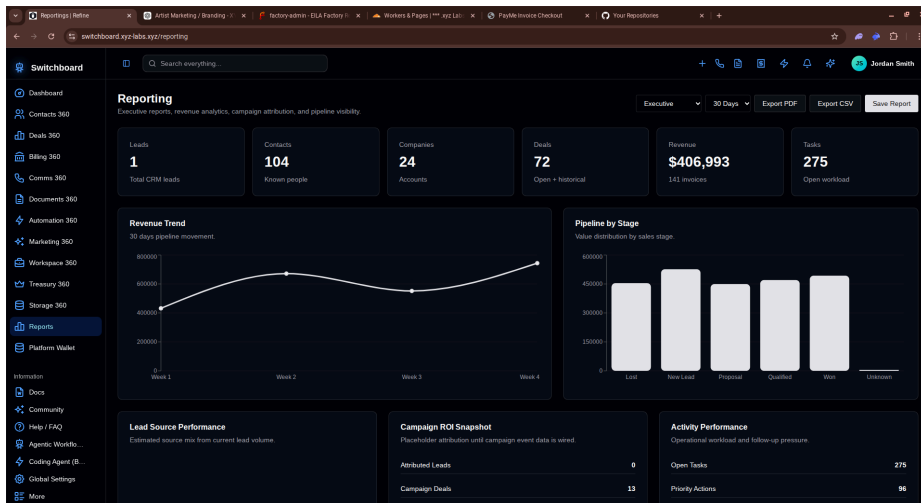 Reportings | Refine
Artist Marketing / Branding - X
factory-admin - EILA Factory R
Workers & Pages | ***.xyz Lab
PayMe Invoice Checkout
Your Repositories
switchboard.xyz-labs.xyz/reporting
Switchboard
Search everything...
JS
Jordan Smith
Dashboard
Contacts 360
Deals 360
Billing 360
Comms 360
Documents 360
Automation 360
Marketing 360
Workspace 360
Treasury 360
Storage 360
Reports
Platform Wallet
Information
Docs
Community
Help / FAQ
Agentic Workflo...
Coding Agent (B...
Global Settings
More
Reporting
Executive reports, revenue analytics, campaign attribution, and pipeline visibility.
Executive
30 Days
Export PDF
Export CSV
Save Report
Leads
1
Total CRM leads
Contacts
104
Known people
Companies
24
Accounts
Deals
72
Open + historical
Revenue
$406,993
141 invoices
Tasks
275
Open workload
Revenue Trend
30 days pipeline movement.
800000
600000
400000
200000
0
Week 1
Week 2
Week 3
Week 4
Pipeline by Stage
Value distribution by sales stage.
600000
450000
300000
150000
0
Lost
New Lead
Proposal
Qualified
Won
Unknown
Lead Source Performance
Estimated source mix from current lead volume.
Campaign ROI Snapshot
Placeholder attribution until campaign event data is wired.
Attributed Leads 0
Campaign Deals 13
Activity Performance
Operational workload and follow-up pressure.
Open Tasks 275
Priority Actions 96